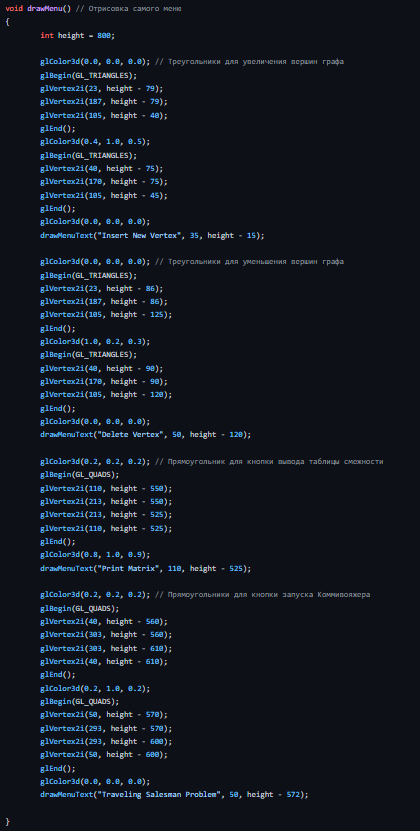 void drawMenu() // Отрисовка самого меню
{
int height = 800;
glColor3d(0.0, 0.0, 0.0); // Треугольники для увеличения вершин графа
glBegin(GL_TRIANGLES);
glVertex2i(23, height - 79);
glVertex2i(187, height - 79);
glVertex2i(105, height - 40);
glEnd();
glColor3d(0.4, 1.0, 0.5);
glBegin(GL_TRIANGLES);
glVertex2i(40, height - 75);
glVertex2i(170, height - 75);
glVertex2i(105, height - 45);
glEnd();
glColor3d(0.0, 0.0, 0.0);
drawMenuText("Insert New Vertex", 35, height - 15);
glColor3d(0.0, 0.0, 0.0); // Треугольники для уменьшения вершин графа
glBegin(GL_TRIANGLES);
glVertex2i(23, height - 86);
glVertex2i(187, height - 86);
glVertex2i(105, height - 125);
glEnd();
glColor3d(1.0, 0.2, 0.3);
glBegin(GL_TRIANGLES);
glVertex2i(40, height - 90);
glVertex2i(170, height - 90);
glVertex2i(105, height - 120);
glEnd();
glColor3d(0.0, 0.0, 0.0);
drawMenuText("Delete Vertex", 50, height - 120);
glColor3d(0.2, 0.2, 0.2); // Прямоугольник для кнопки вывода таблицы смежности
glBegin(GL_QUADS);
glVertex2i(110, height - 550);
glVertex2i(213, height - 550);
glVertex2i(213, height - 525);
glVertex2i(110, height - 525);
glEnd();
glColor3d(0.8, 1.0, 0.9);
drawMenuText("Print Matrix", 110, height - 525);
glColor3d(0.2, 0.2, 0.2); // Прямоугольники для кнопки запуска Коммивояжера
glBegin(GL_QUADS);
glVertex2i(40, height - 560);
glVertex2i(303, height - 560);
glVertex2i(303, height - 610);
glVertex2i(40, height - 610);
glEnd();
glColor3d(0.2, 1.0, 0.2);
glBegin(GL_QUADS);
glVertex2i(50, height - 570);
glVertex2i(293, height - 570);
glVertex2i(293, height - 600);
glVertex2i(50, height - 600);
glEnd();
glColor3d(0.0, 0.0, 0.0);
drawMenuText("Traveling Salesman Problem", 50, height - 572);
}